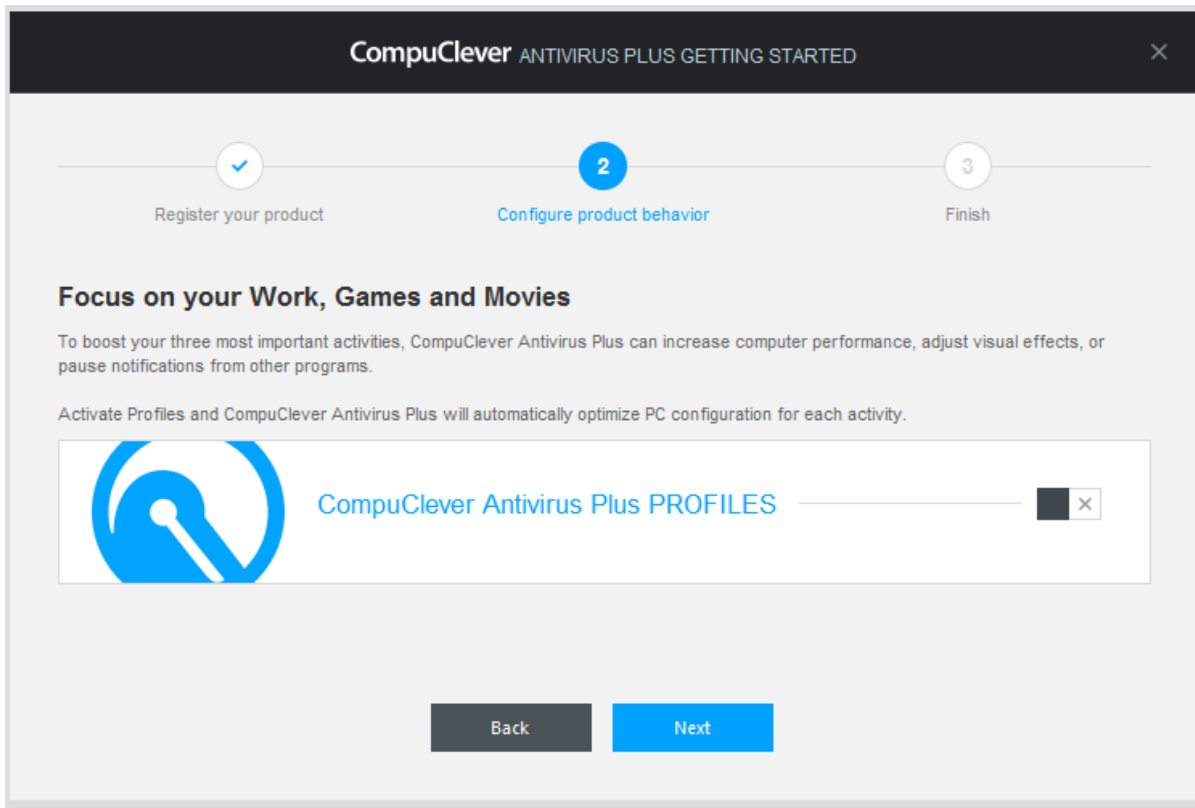 CompuClever ANTIVIRUS PLUS GETTING STARTED
2
3
Register your product
Configure product behavior
Finish
Focus on your Work, Games and Movies
To boost your three most important activities, CompuClever Antivirus Plus can increase computer performance, adjust visual effects, or
pause notifications from other programs.
Activate Profiles and CompuClever Antivirus Plus will automatically optimize PC configuration for each activity.
CompuClever Antivirus Plus PROFILES
Back
Next